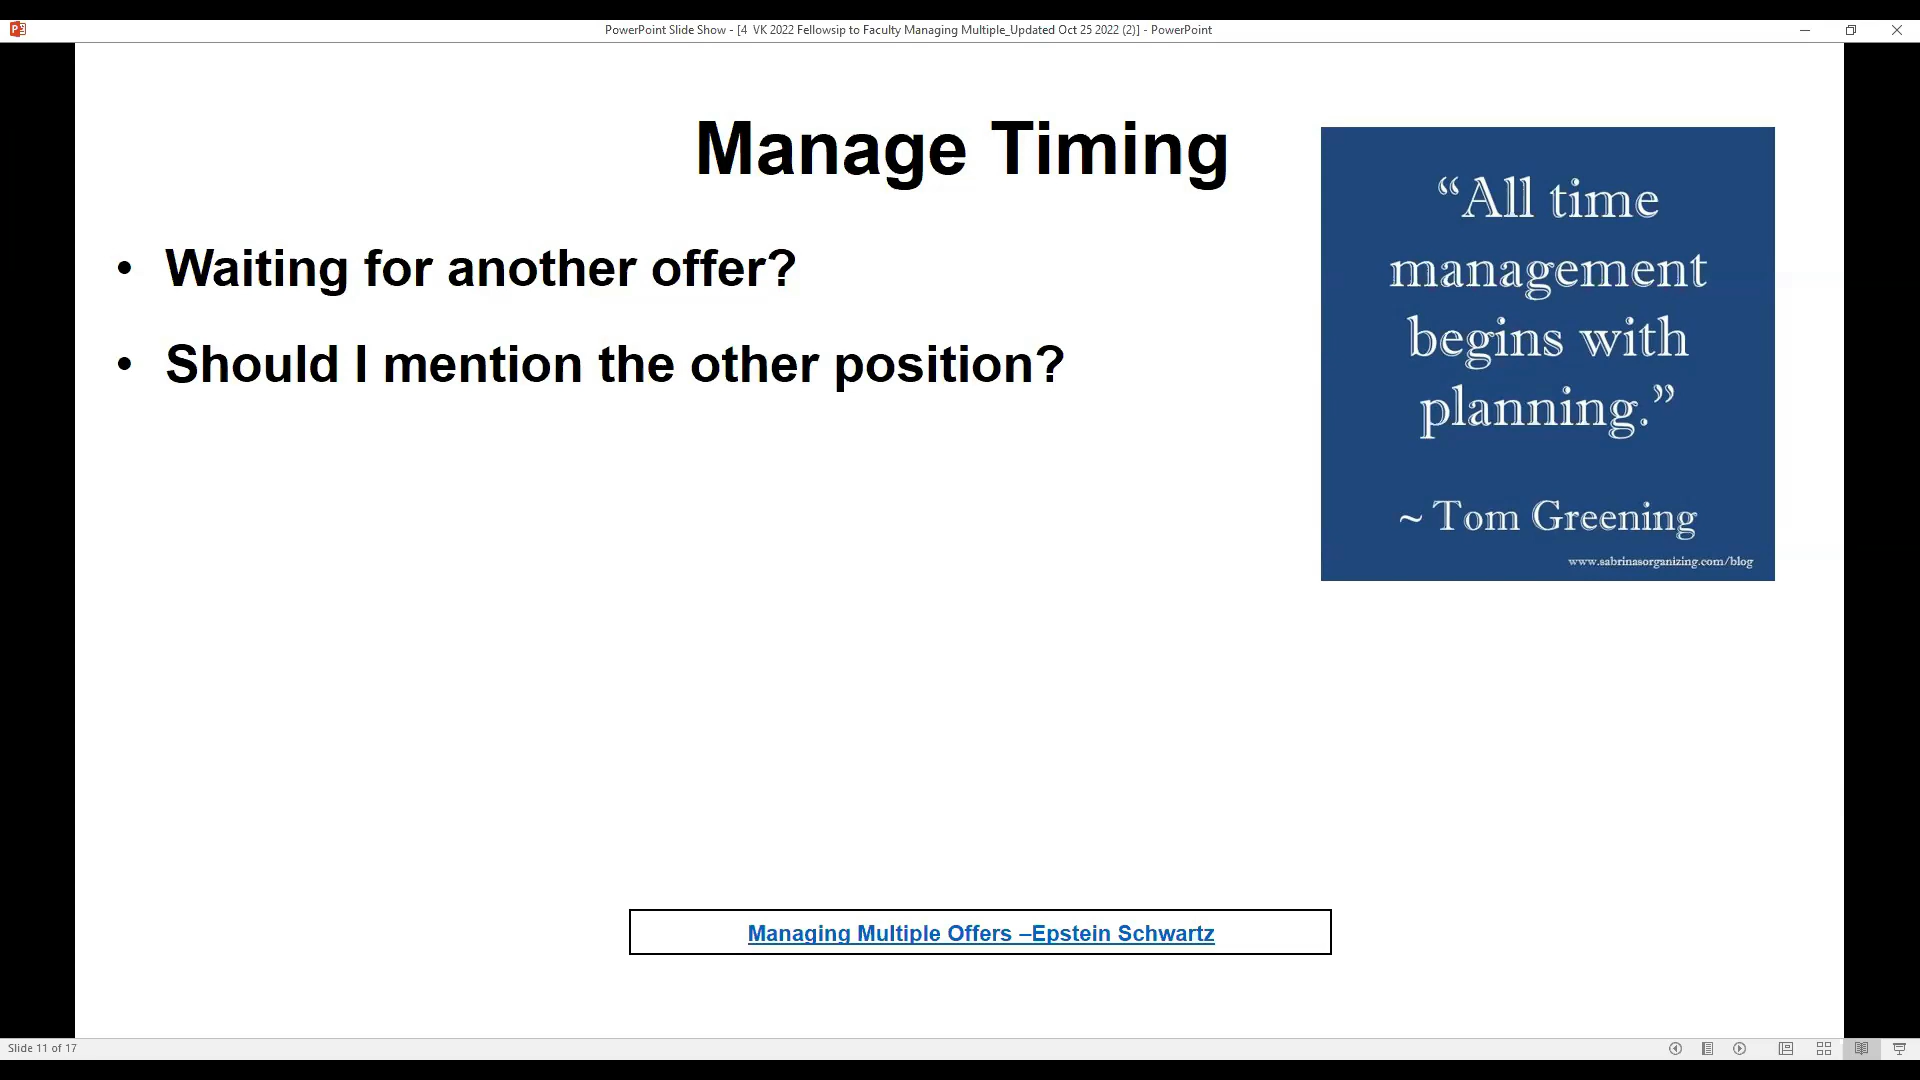 PowerPoint Slide Show - [4 VK 2022 Fellowsip to Faculty Managing Multiple_Updated Oct 25 2022 (2)] - PowerPoint
Manage Timing
• Waiting for another offer?
• Should I mention the other position?
“All time
management
begins with
planning.”
~ Tom Greening
www.sabrinasorganizing.com/blog
Managing Multiple Offers –Epstein Schwartz
Slide 11 of 17